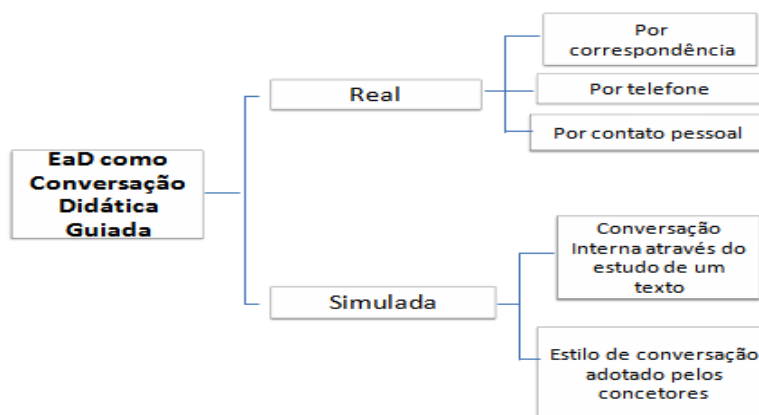 EaD como
Conversação
Didática
Guiada
Real
Por
correspondência
Por telefone
Por contato pessoal
Simulada
Conversação
Interna através do
estudo de um
texto
Estilo de conversação
adotado pelos
concetores